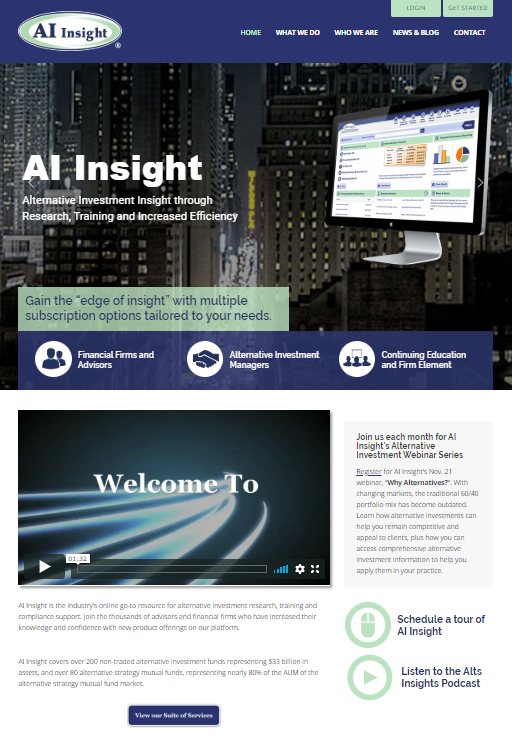 LOGIN
GET STARTED
AI Insight
®
HOME
WHAT WE DO
WHO WE ARE
NEWS & BLOG
CONTACT
AI Insight
Alternative Investment Insight through
Research, Training and Increased Efficiency
Gain the "edge of insight" with multiple
subscription options tailored to your needs.
Financial Firms and
Advisors
Alternative Investment
Managers
Continuing Education
and Firm Element
Welcome To
01:32
Join us each month for AI
Insight's Alternative
Investment Webinar Series
Register for AI Insight's Nov. 21
webinar, "Why Alternatives?". With
changing markets, the traditional 60/40
portfolio mix has become outdated.
Learn how alternative investments can
help you remain competitive and
appeal to clients, plus how you can
access comprehensive alternative
investment information to help you
apply them in your practice.
AI Insight is the industry's online go-to resource for alternative investment research, training and
compliance support. Join the thousands of advisors and financial firms who have increased their
knowledge and confidence with new product offerings on our platform.
Schedule a tour of
AI Insight
AI Insight covers over 200 non-traded alternative investment funds representing $33 billion in
assets, and over 80 alternative strategy mutual funds, representing nearly 80% of the AUM of the
alternative strategy mutual fund market.
Listen to the Alts
Insights Podcast
View our Suite of Services